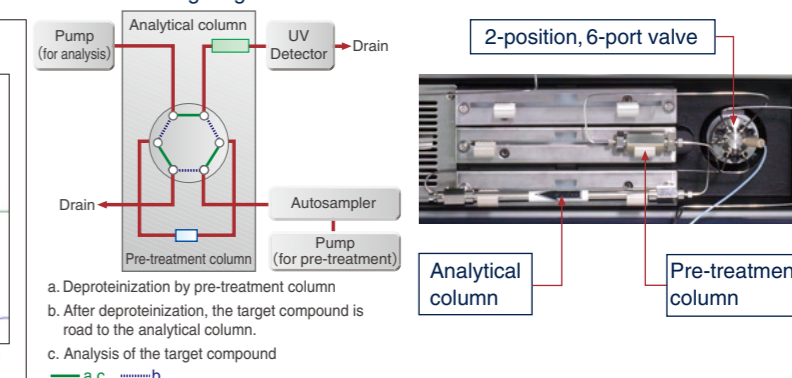 Analytical column
Pump
(for analysis)
UV
Detector
Drain
Drain
Autosampler
Pump
(for pre-treatment)
Pre-treatment column
a. Deproteinization by pre-treatment column
b. After deproteinization, the target compound is
road to the analytical column.
c. Analysis of the target compound
a,c
b
2-position, 6-port valve
Analytical
column
Pre-treatmen
column